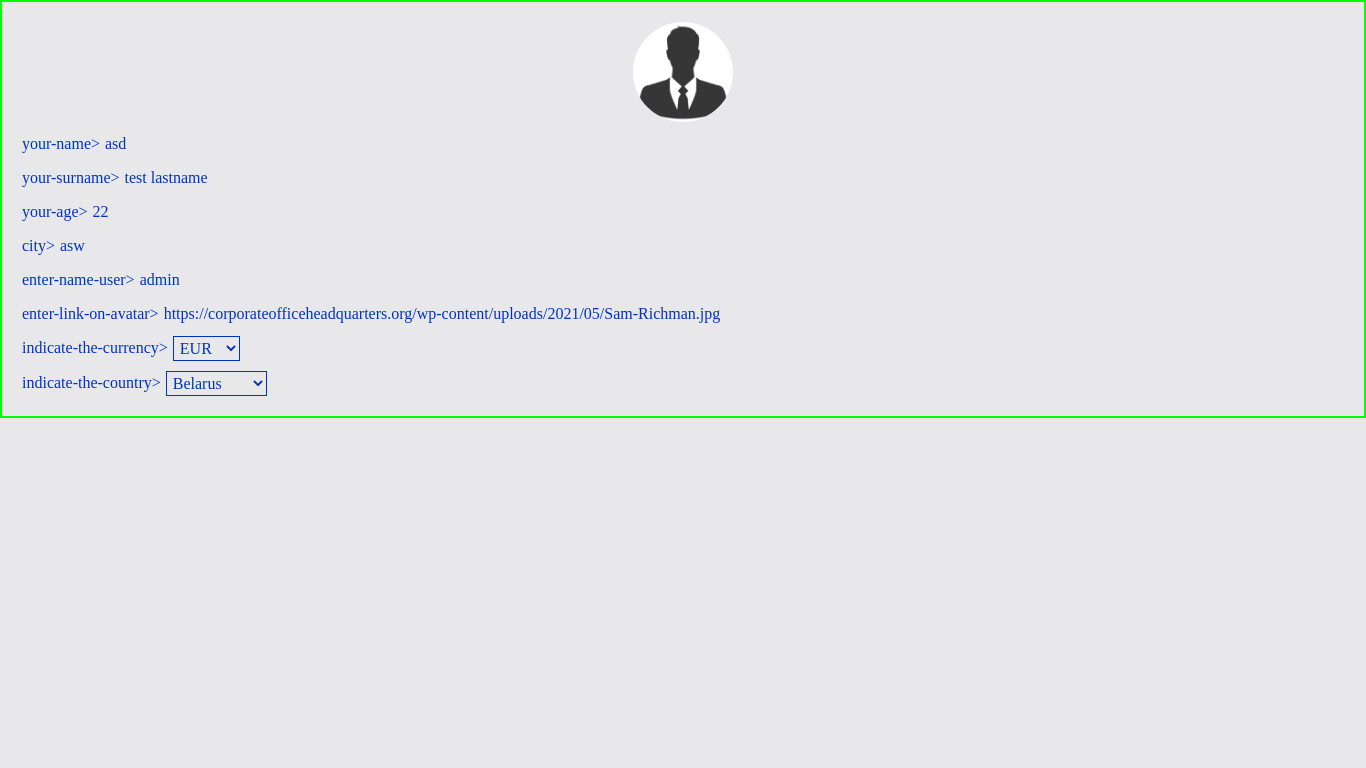 your-name> asd
your-surname> test lastname
your-age> 22
city> asw
enter-name-user> admin
enter-link-on-avatar> https://corporateofficeheadquarters.org/wp-content/uploads/2021/05/Sam-Richman.jpg
indicate-the-currency> EUR
indicate-the-country> Belarus